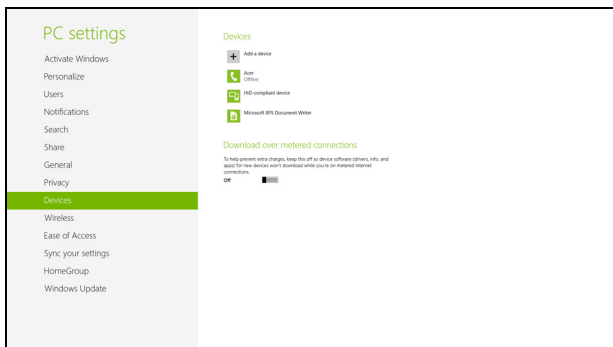 PC settings
Activate Windows
Personalize
Users
Notifications
Search
Share
General
Privacy
Devices
Wireless
Ease of Access
Sync your settings
HomeGroup
Windows Update
Devices
Add a device
Acer
Offline
HID-compliant device
Microsoft XPS Document Writer
Download over metered connections
To help prevent extra charges, keep this off so device software (drivers, info, and
apps) for new devices won't download while you're on metered Internet
connections.
Off